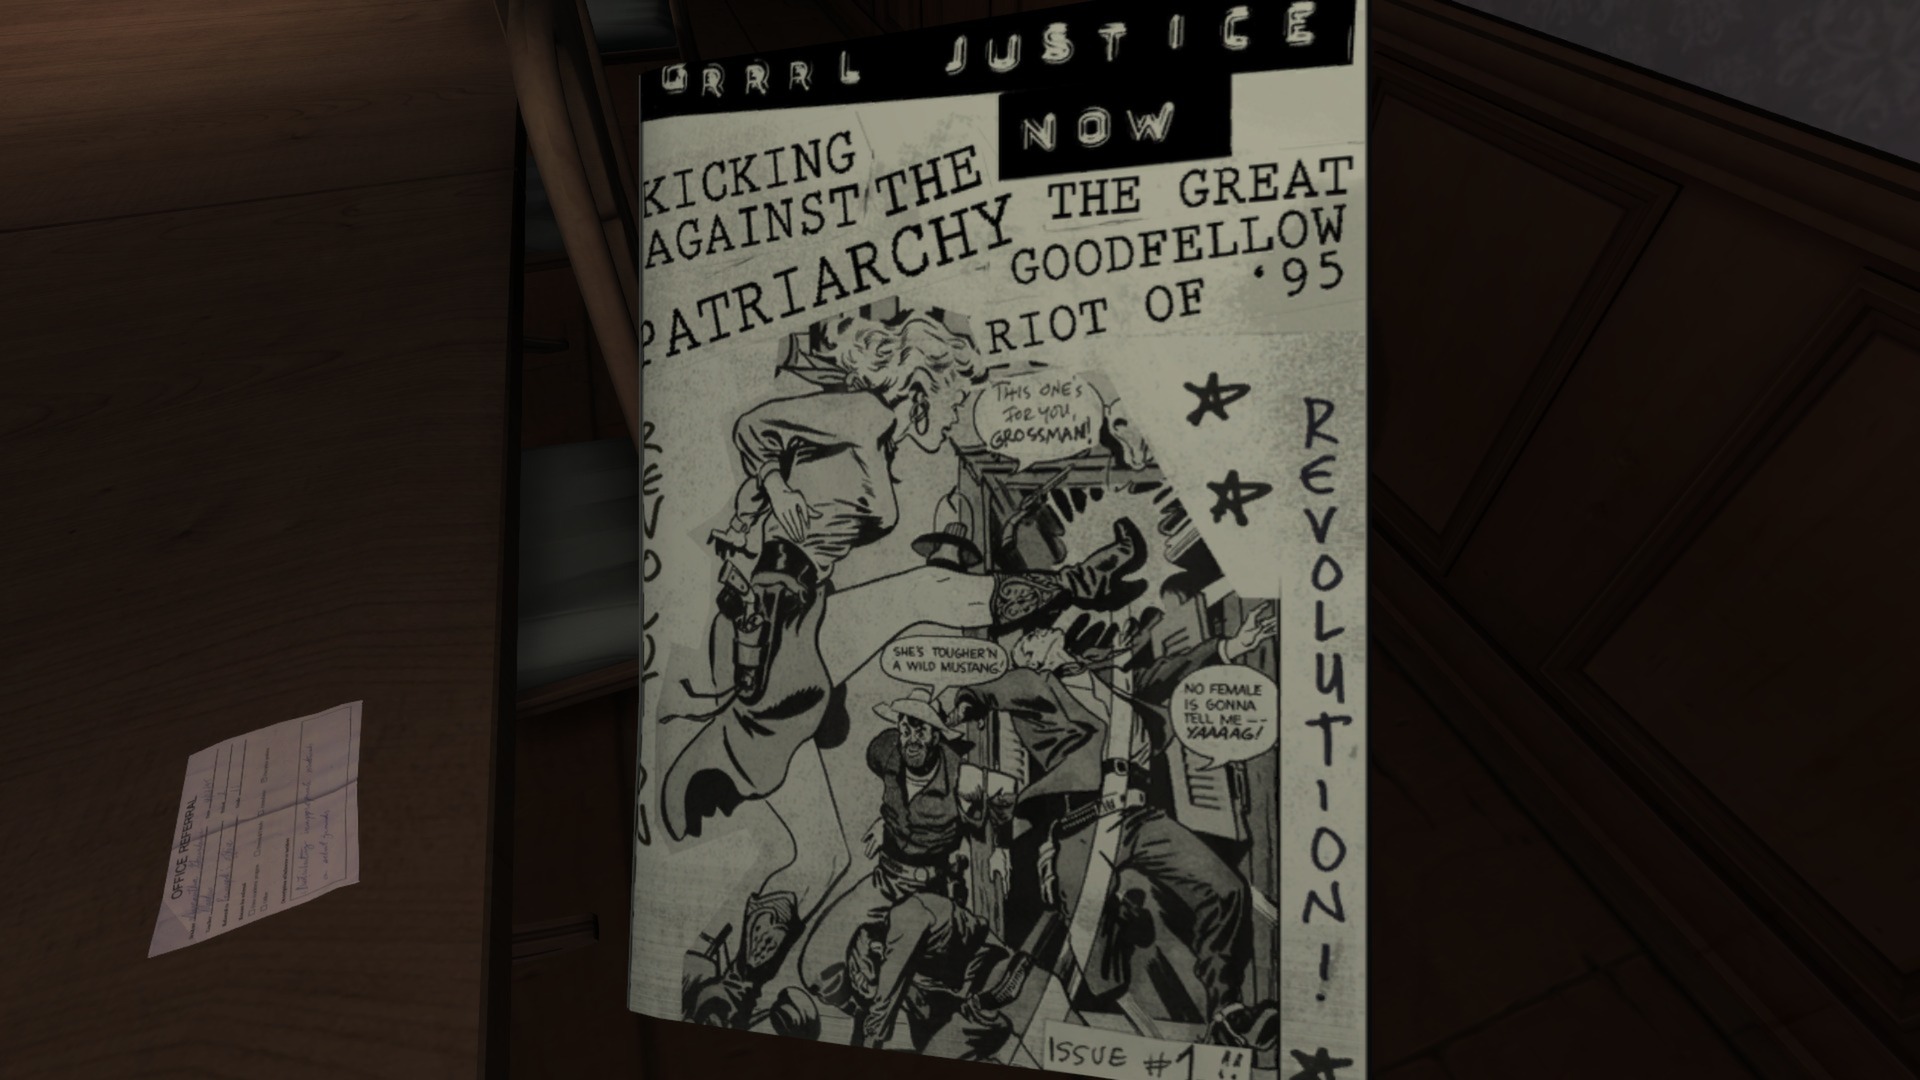 GRRRL JUSTICE
NOW
KICKING
AGAINST THE
PATRIARCHY
THE GREAT
GOODFELLOW
RIOT OF '95
THIS ONE'S
FOR YOU,
GROSSMAN!
SHE'S TOUGHER'N
A WILD MUSTANG!
NO FEMALE
IS GONNA
TELL ME--
YAAAAG!
REVOLUTION!
ISSUE #1!!
OFFICE REFERRAL